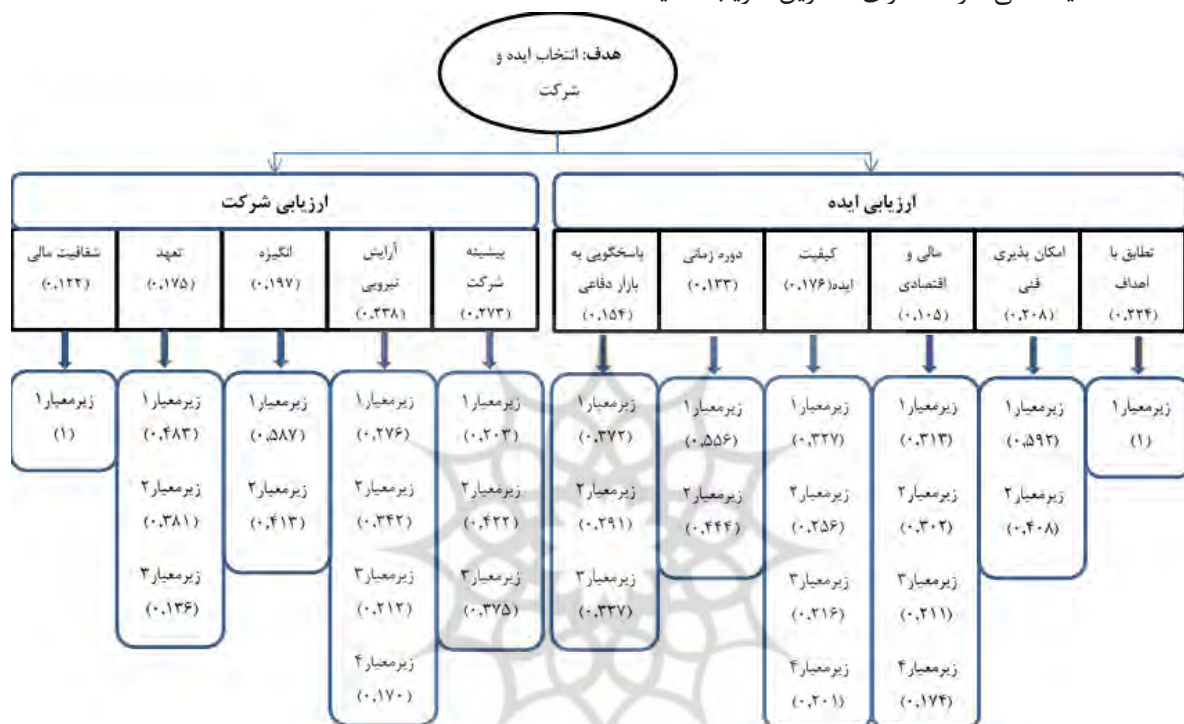 هدف: انتخاب ایده و
شرکت
ارزیابی ایده
ارزیابی شرکت
تطابق با
اهداف
(۰,۲۲۴)
امکان پذیری
فنی
(۰,۲۰۸)
مالی و
اقتصادی
(۰,۱۰۵)
کیفیت
ایده(۰,۱۷۶)
دوره زمانی
(۰,۱۳۳)
پاسخگویی به
بازار دفاعی
(۰,۱۵۴)
پیشینه
شرکت
(۰,۲۷۳)
آرایش
نیرویی
(۰,۲۳۸)
انگیزه
(۰,۱۹۷)
تعهد
(۰,۱۷۵)
شفافیت مالی
(۰,۱۲۲)
زیرمعیار۱
(۱)
زیرمعیار۱
(۰,۵۹۲)
زیرمعیار۲
(۰,۴۰۸)
زیرمعیار۱
(۰,۳۱۳)
زیرمعیار۲
(۰,۳۰۲)
زیرمعیار۳
(۰,۲۱۱)
زیرمعیار۴
(۰,۱۷۴)
زیرمعیار۱
(۰,۳۲۷)
زیرمعیار۲
(۰,۲۵۶)
زیرمعیار۳
(۰,۲۱۶)
زیرمعیار۴
(۰,۲۰۱)
زیرمعیار۱
(۰,۵۵۶)
زیرمعیار۲
(۰,۴۴۴)
زیرمعیار۱
(۰,۳۷۲)
زیرمعیار۲
(۰,۲۹۱)
زیرمعیار۳
(۰,۳۳۷)
زیرمعیار۱
(۰,۲۰۳)
زیرمعیار۲
(۰,۴۲۲)
زیرمعیار۳
(۰,۳۷۵)
زیرمعیار۱
(۰,۲۷۶)
زیرمعیار۲
(۰,۳۴۲)
زیرمعیار۳
(۰,۲۱۲)
زیرمعیار۴
(۰,۱۷۰)
زیرمعیار۱
(۰,۵۸۷)
زیرمعیار۲
(۰,۴۱۳)
زیرمعیار۱
(۰,۴۸۳)
زیرمعیار۲
(۰,۳۸۱)
زیرمعیار۳
(۰,۱۳۶)
زیرمعیار۱
(۱)